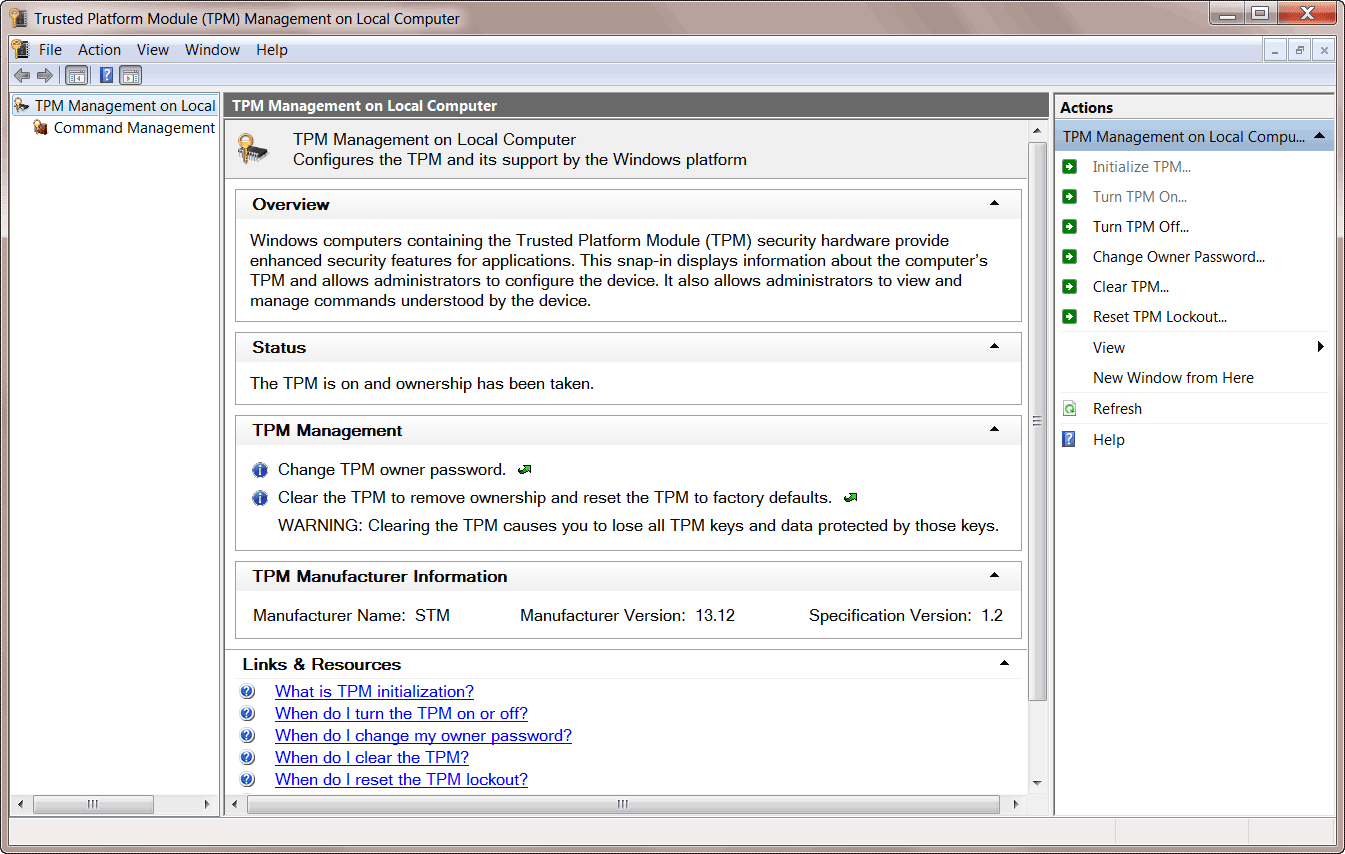 Trusted Platform Module (TPM) Management on Local Computer
File Action View Window Help
TPM Management on Local
Command Management
TPM Management on Local Computer
TPM Management on Local Computer
Configures the TPM and its support by the Windows platform
Overview
Windows computers containing the Trusted Platform Module (TPM) security hardware provide
enhanced security features for applications. This snap-in displays information about the computer's
TPM and allows administrators to configure the device. It also allows administrators to view and
manage commands understood by the device.
Status
The TPM is on and ownership has been taken.
TPM Management
Change TPM owner password.
Clear the TPM to remove ownership and reset the TPM to factory defaults.
WARNING: Clearing the TPM causes you to lose all TPM keys and data protected by those keys.
TPM Manufacturer Information
Manufacturer Name: STM Manufacturer Version: 13.12 Specification Version: 1.2
Links & Resources
What is TPM initialization?
When do I turn the TPM on or off?
When do I change my owner password?
When do I clear the TPM?
When do I reset the TPM lockout?
Actions
TPM Management on Local Compu...
Initialize TPM...
Turn TPM On...
Turn TPM Off...
Change Owner Password...
Clear TPM...
Reset TPM Lockout...
View
New Window from Here
Refresh
Help